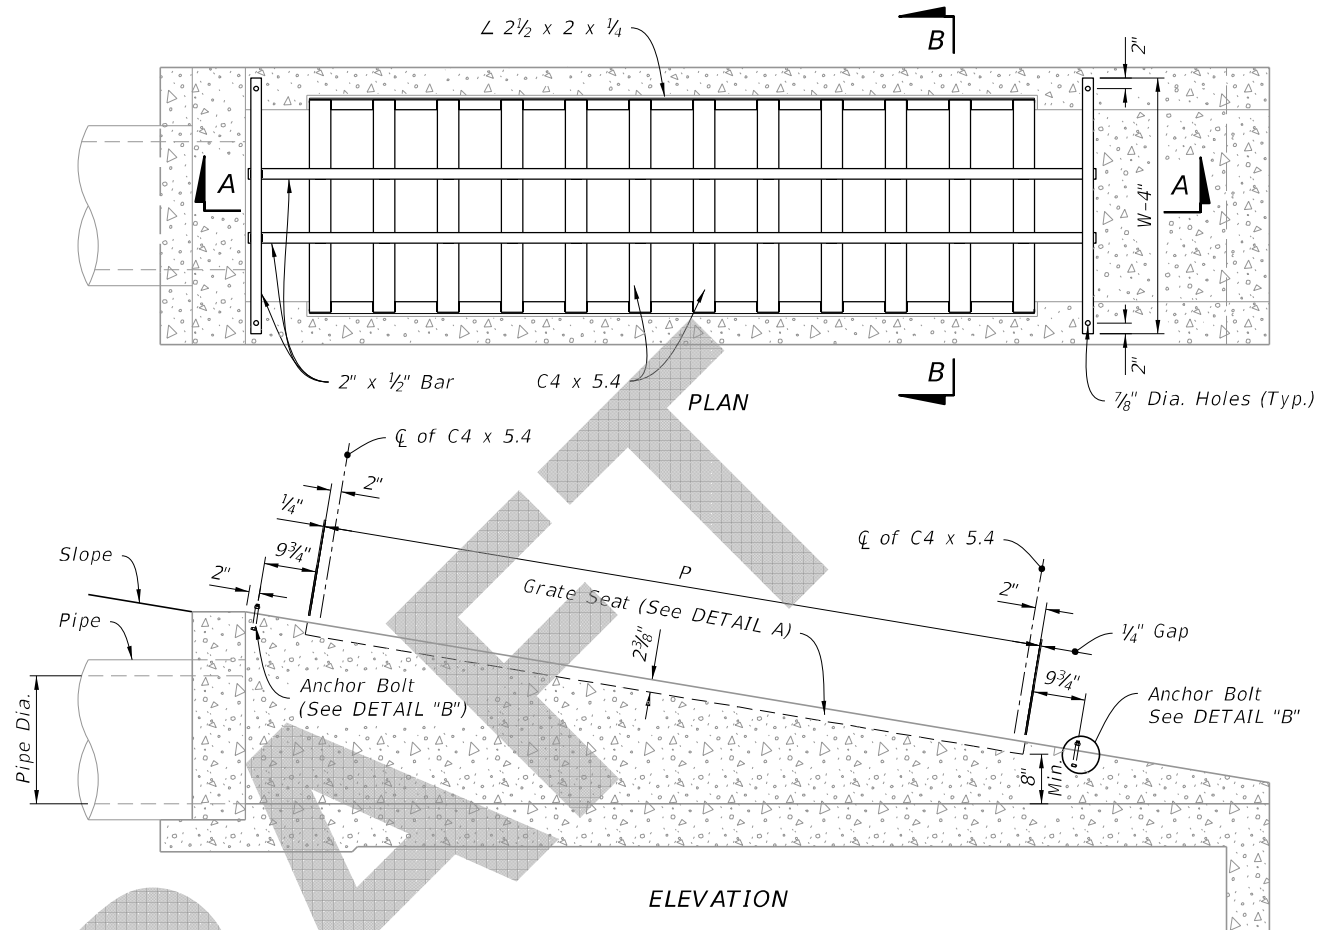 ∠ 2½ x 2 x ¼
B
2"
A
A
W-4"
2"
B
2" x ½" Bar
C4 x 5.4
PLAN
⅞" Dia. Holes (Typ.)
℄ of C4 x 5.4
2"
¼"
9¾"
2"
Slope
Pipe
P
Grate Seat (See DETAIL A)
2⅜"
℄ of C4 x 5.4
2"
¼" Gap
9¾"
Anchor Bolt
(See DETAIL "B")
Anchor Bolt
See DETAIL "B"
Pipe Dia.
8"
Min.
ELEVATION
DRAFT